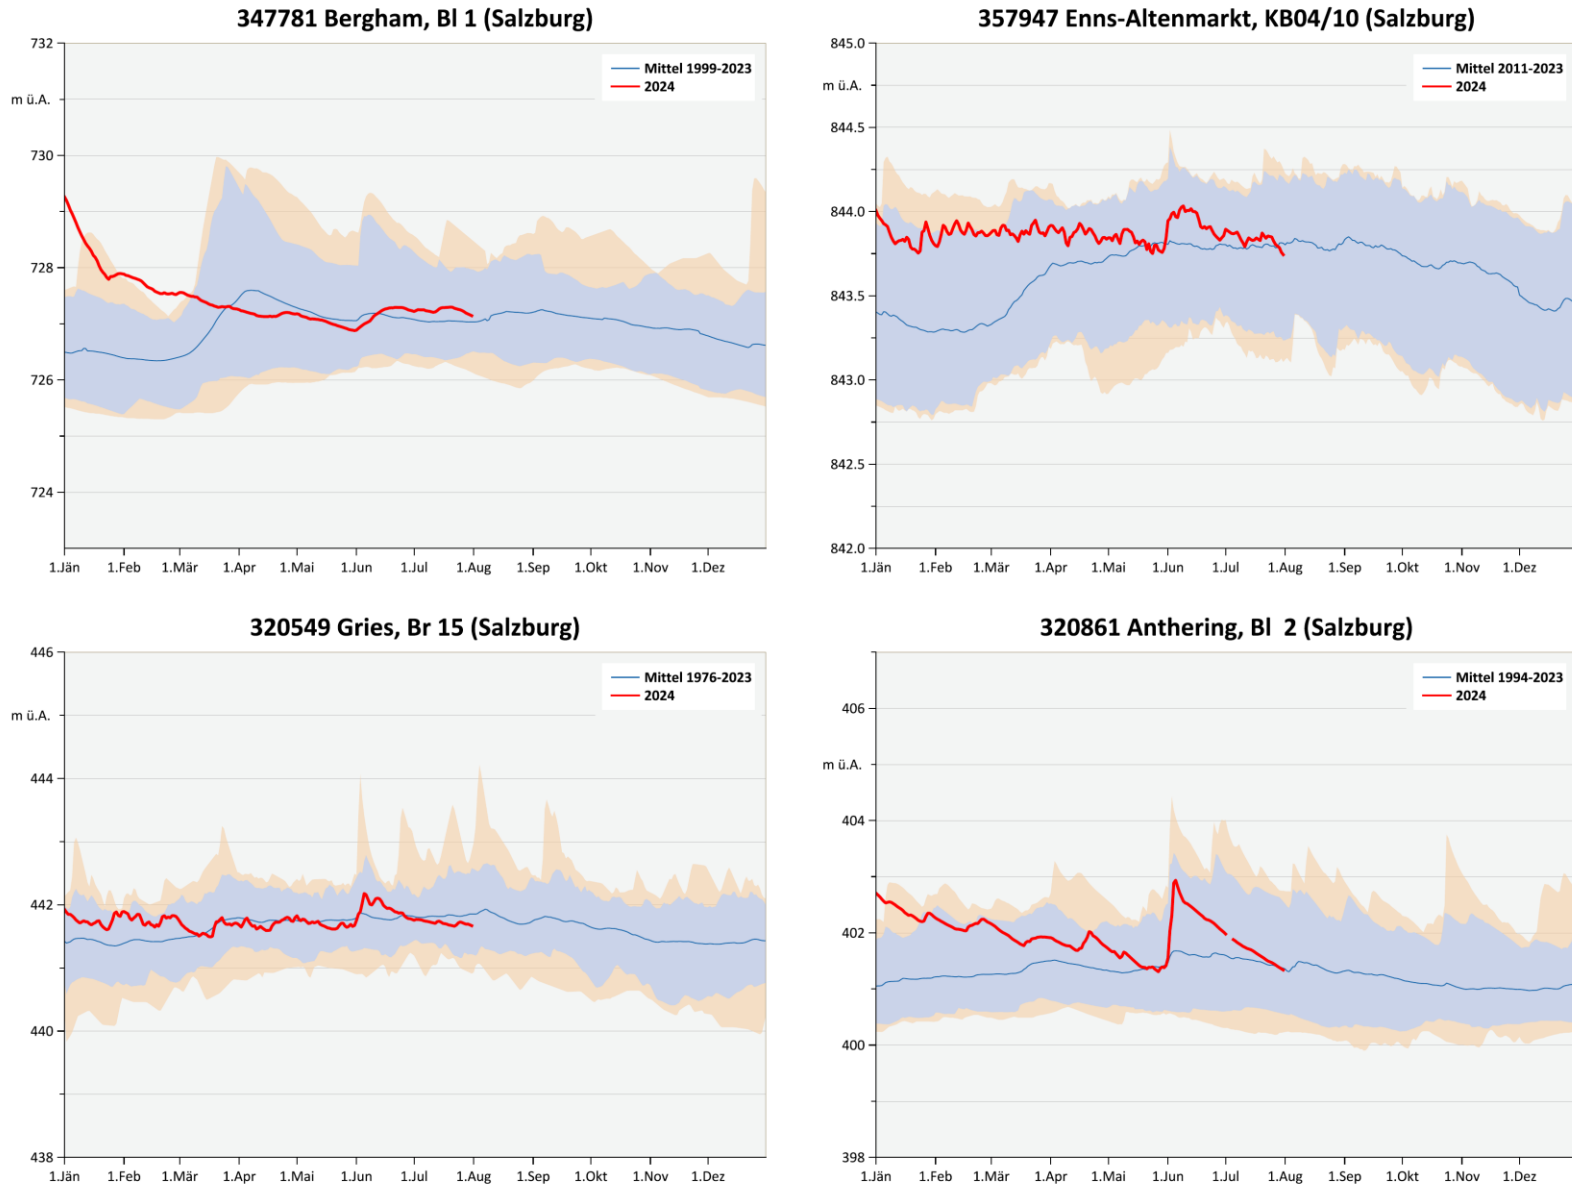 347781 Bergham, Bl 1 (Salzburg)
732
m ü.A.
730
728
726
724
Mittel 1999-2023
2024
1.Jän 1.Feb 1.Mär 1.Apr 1.Mai 1.Jun 1.Jul 1.Aug 1.Sep 1.Okt 1.Nov 1.Dez
357947 Enns-Altenmarkt, KB04/10 (Salzburg)
845.0
m ü.A.
844.5
844.0
843.5
843.0
842.5
842.0
Mittel 2011-2023
2024
1.Jän 1.Feb 1.Mär 1.Apr 1.Mai 1.Jun 1.Jul 1.Aug 1.Sep 1.Okt 1.Nov 1.Dez
320549 Gries, Br 15 (Salzburg)
446
m ü.A.
444
442
440
438
Mittel 1976-2023
2024
1.Jän 1.Feb 1.Mär 1.Apr 1.Mai 1.Jun 1.Jul 1.Aug 1.Sep 1.Okt 1.Nov 1.Dez
320861 Anthering, Bl 2 (Salzburg)
406
m ü.A.
404
402
400
398
Mittel 1994-2023
2024
1.Jän 1.Feb 1.Mär 1.Apr 1.Mai 1.Jun 1.Jul 1.Aug 1.Sep 1.Okt 1.Nov 1.Dez